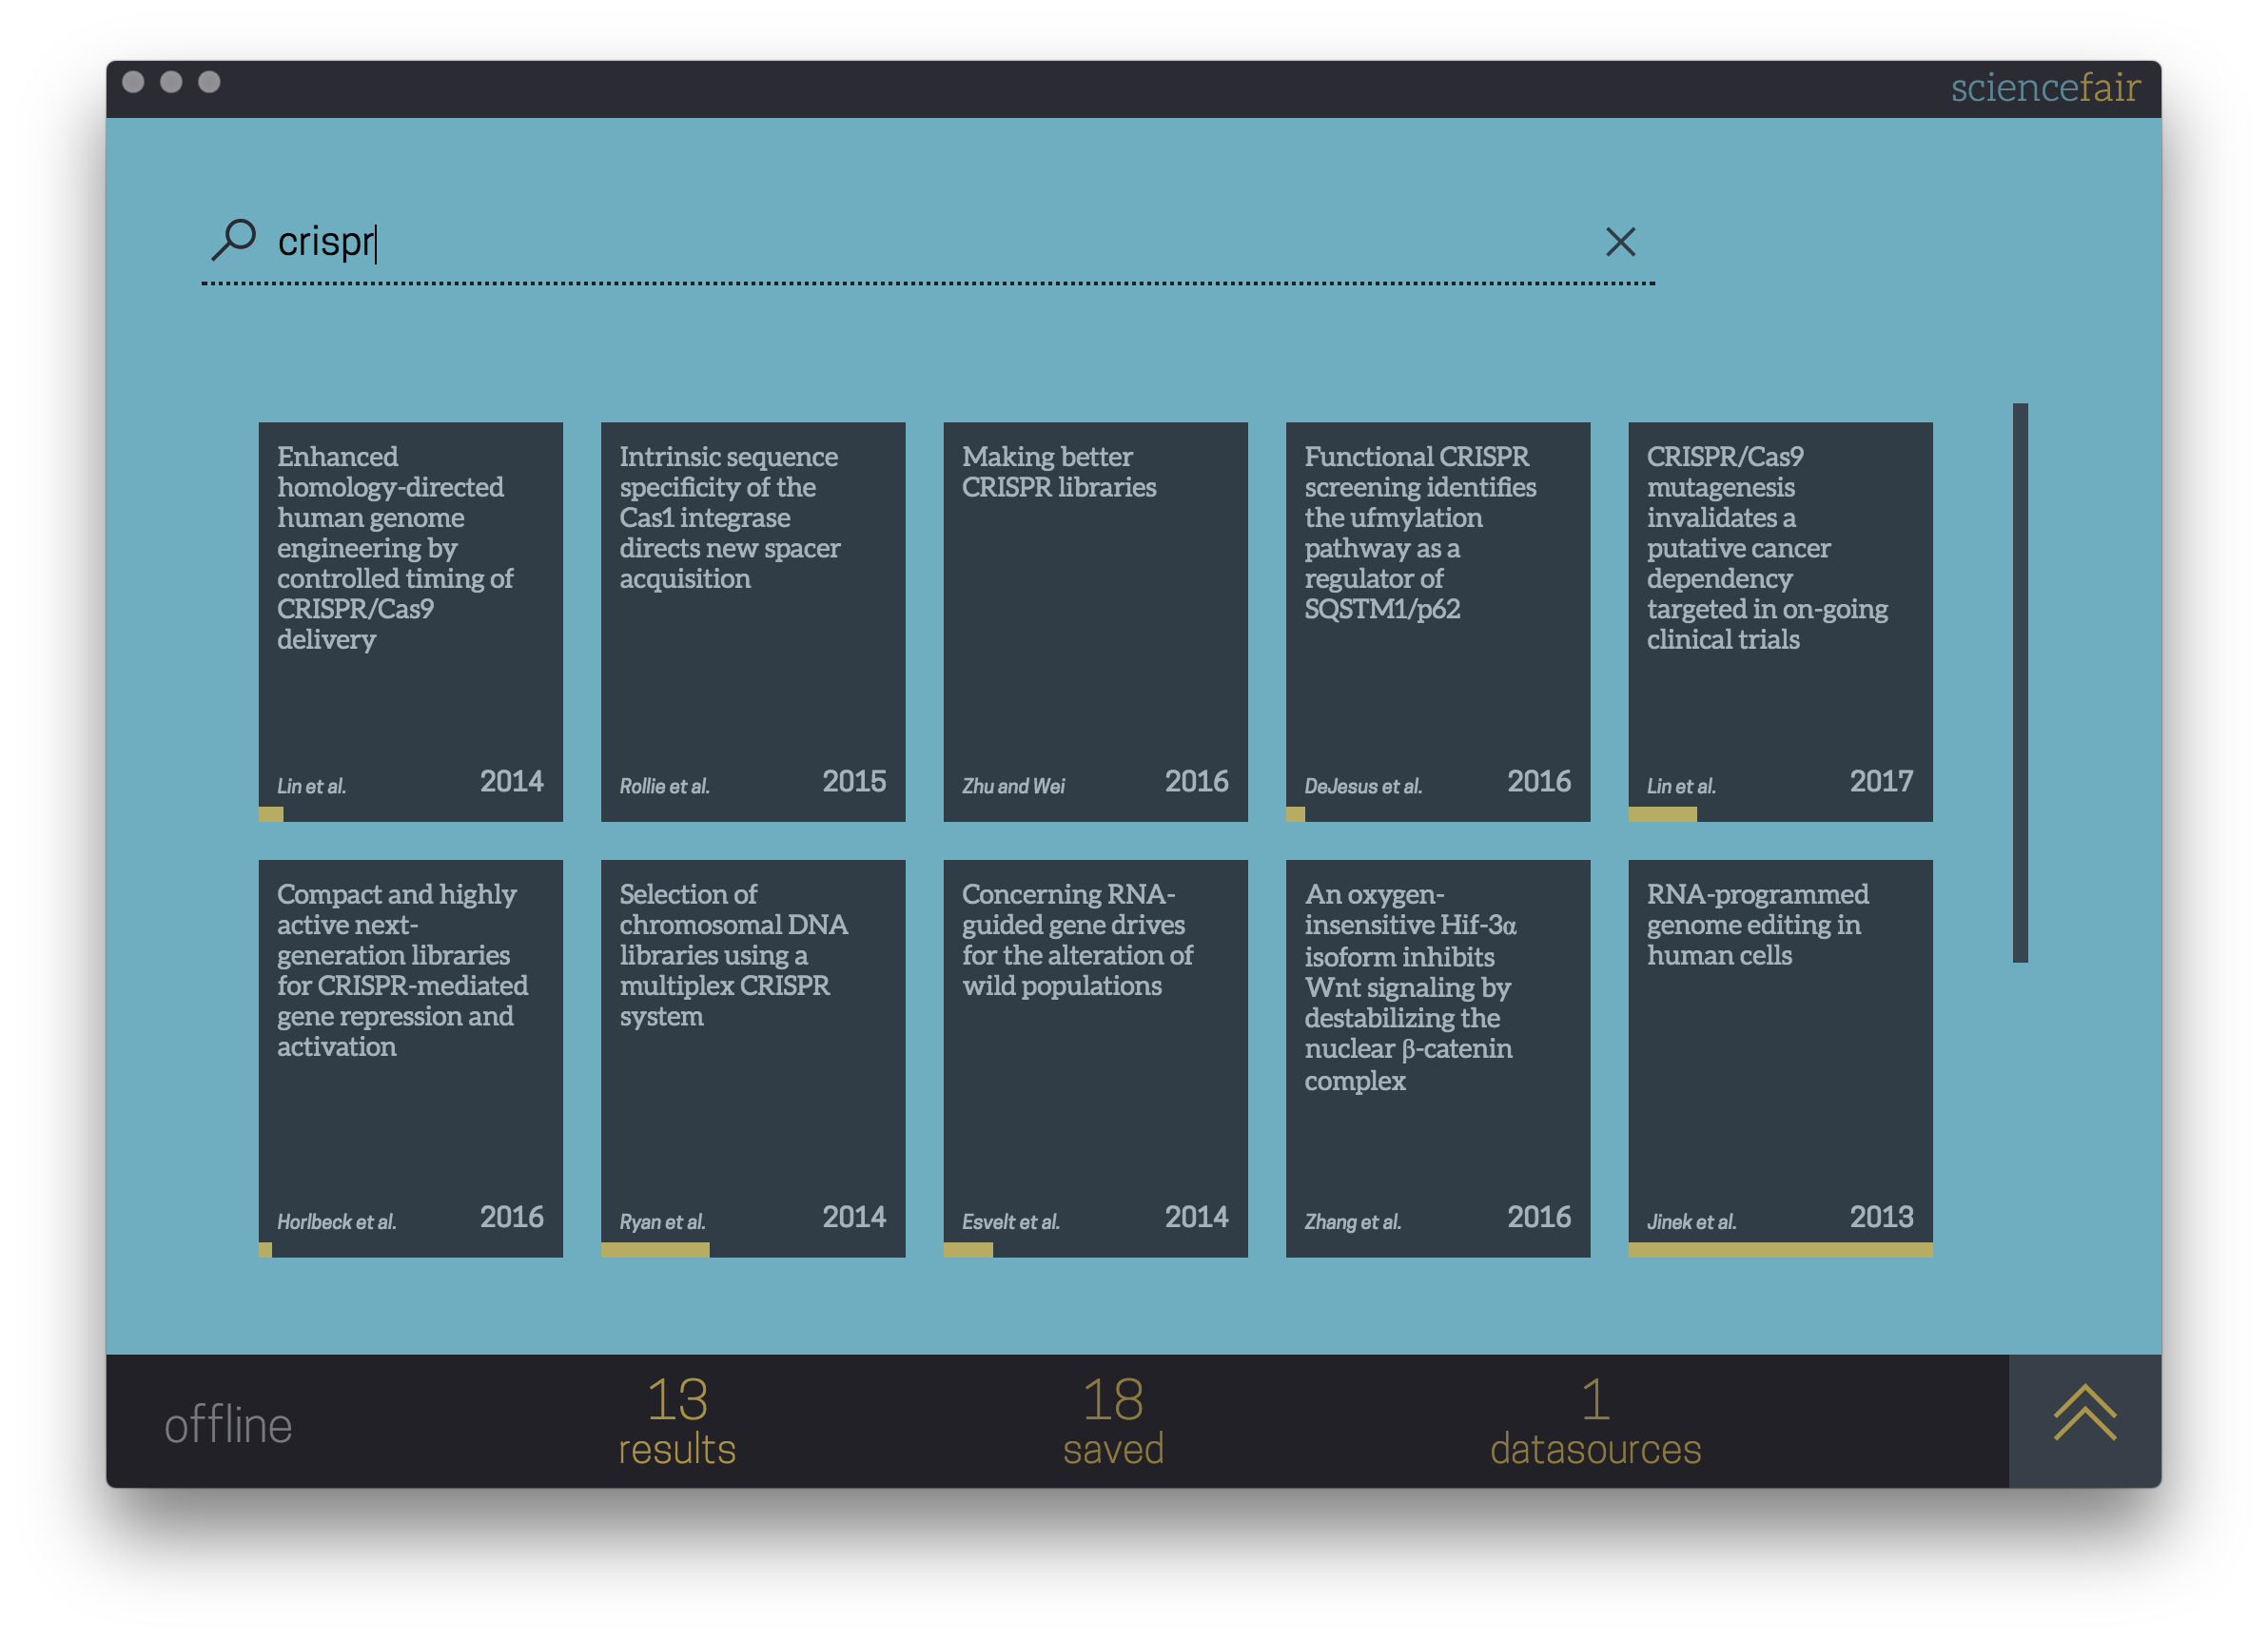 sciencefair
crispr
Enhanced
homology-directed
human genome
engineering by
controlled timing of
CRISPR/Cas9
delivery
Lin et al.
2014
Intrinsic sequence
specificity of the
Cas1 integrase
directs new spacer
acquisition
Rollie et al.
2015
Making better
CRISPR libraries
Zhu and Wei
2016
Functional CRISPR
screening identifies
the ufmylation
pathway as a
regulator of
SQSTM1/p62
DeJesus et al.
2016
CRISPR/Cas9
mutagenesis
invalidates a
putative cancer
dependency
targeted in on-going
clinical trials
Lin et al.
2017
Compact and highly
active next-
generation libraries
for CRISPR-mediated
gene repression and
activation
Horlbeck et al.
2016
Selection of
chromosomal DNA
libraries using a
multiplex CRISPR
system
Ryan et al.
2014
Concerning RNA-
guided gene drives
for the alteration of
wild populations
Esvelt et al.
2014
An oxygen-
insensitive Hif-3α
isoform inhibits
Wnt signaling by
destabilizing the
nuclear β-catenin
complex
Zhang et al.
2016
RNA-programmed
genome editing in
human cells
Jinek et al.
2013
offline
13
results
18
saved
1
datasources